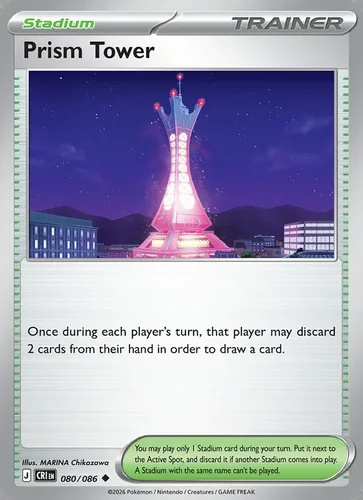 Stadium
TRAINER
Prism Tower
Once during each player's turn, that player may discard
2 cards from their hand in order to draw a card.
Illus. MARINA Chikazawa
J CRI EN 080/086 ◆
You may play only 1 Stadium card during your turn. Put it next to
the Active Spot, and discard it if another Stadium comes into play.
A Stadium with the same name can't be played.
©2026 Pokémon / Nintendo / Creatures / GAME FREAK